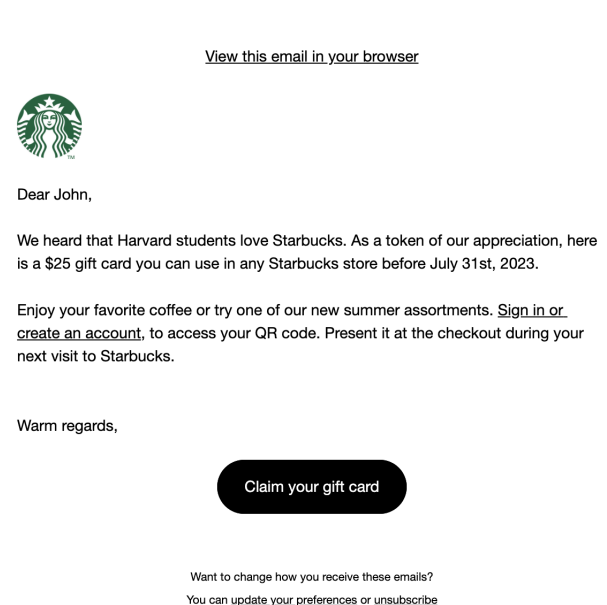 View this email in your browser
TM
Dear John,
We heard that Harvard students love Starbucks. As a token of our appreciation, here
is a $25 gift card you can use in any Starbucks store before July 31st, 2023.
Enjoy your favorite coffee or try one of our new summer assortments. Sign in or
create an account, to access your QR code. Present it at the checkout during your
next visit to Starbucks.
Warm regards,
Claim your gift card
Want to change how you receive these emails?
You can update your preferences or unsubscribe